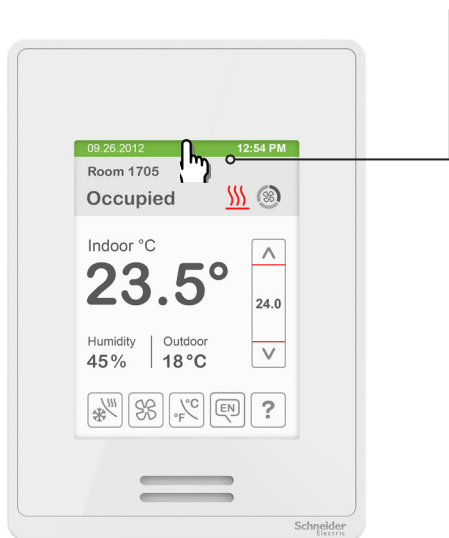 09.26.2012 12:54 PM
Room 1705
Occupied
Indoor °C
23.5°
24.0
Humidity Outdoor
45% 18°C
°C
°F
EN
?
Schneider
Electric